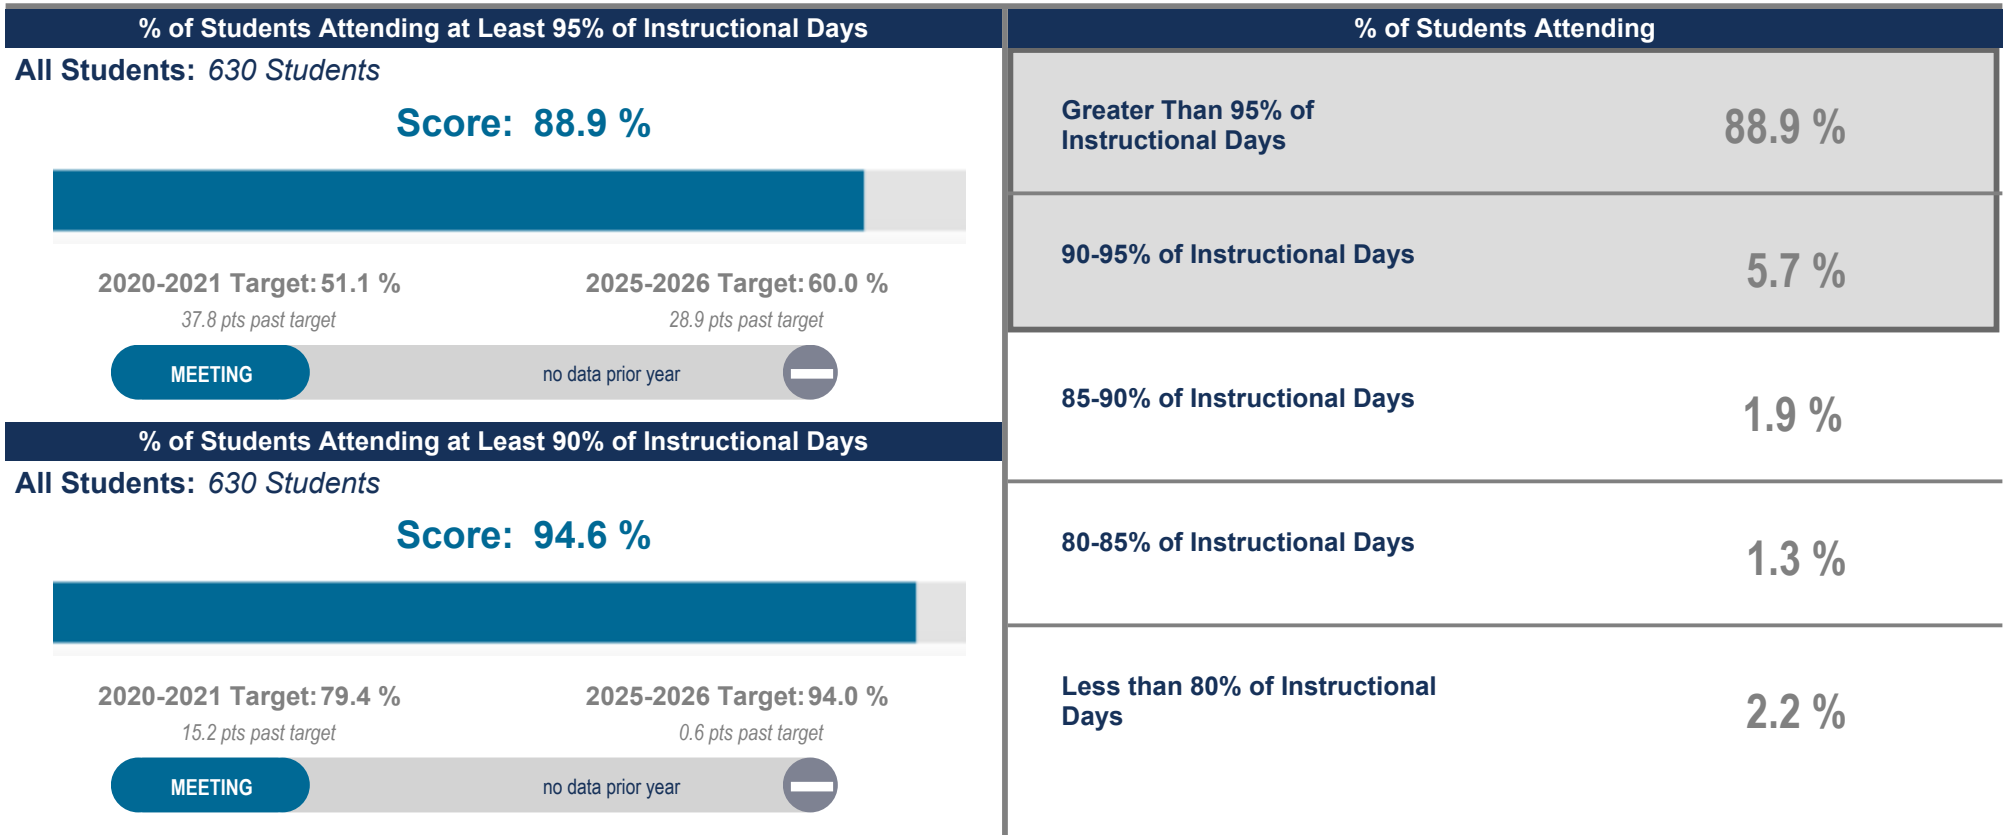 % of Students Attending at Least 95% of Instructional Days
All Students: 630 Students
Score: 88.9 %
2020-2021 Target: 51.1 %
37.8 pts past target
2025-2026 Target: 60.0 %
28.9 pts past target
MEETING
no data prior year
% of Students Attending at Least 90% of Instructional Days
All Students: 630 Students
Score: 94.6 %
2020-2021 Target: 79.4 %
15.2 pts past target
2025-2026 Target: 94.0 %
0.6 pts past target
MEETING
no data prior year
% of Students Attending
Greater Than 95% of
Instructional Days
88.9 %
90-95% of Instructional Days
5.7 %
85-90% of Instructional Days
1.9 %
80-85% of Instructional Days
1.3 %
Less than 80% of Instructional
Days
2.2 %